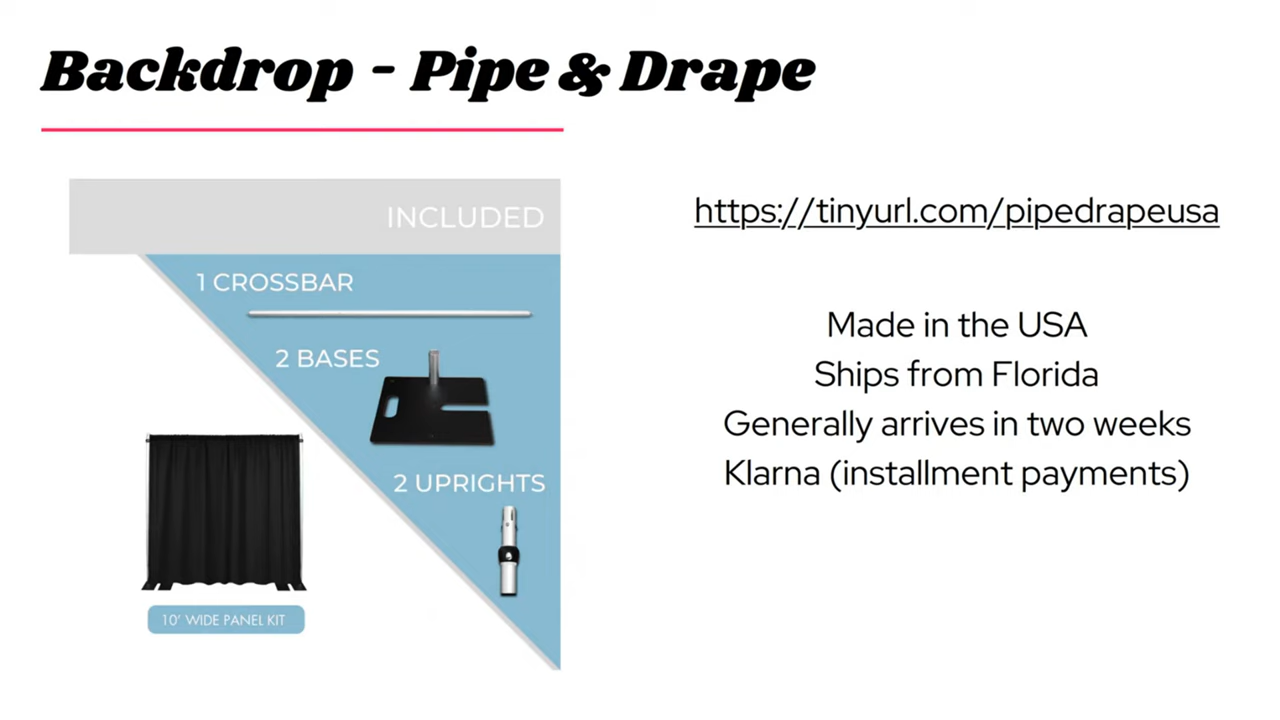 Backdrop - Pipe & Drape
INCLUDED
1 CROSSBAR
2 BASES
2 UPRIGHTS
10' WIDE PANEL KIT
https://tinyurl.com/pipedrapeusa
Made in the USA
Ships from Florida
Generally arrives in two weeks
Klarna (installment payments)